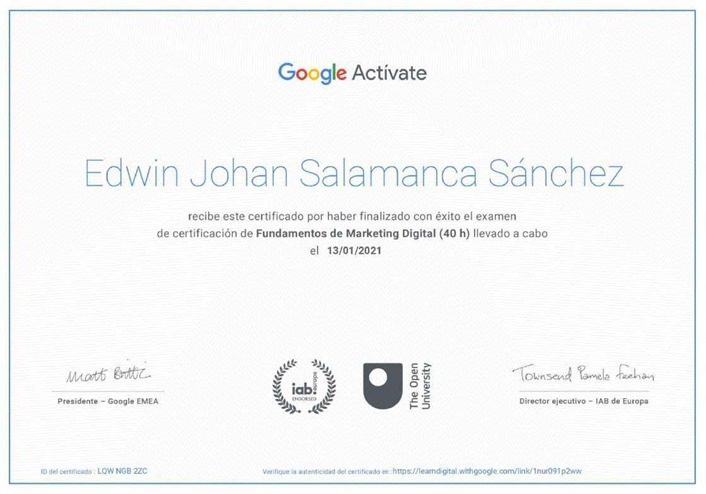 Google Actívate
Edwin Johan Salamanca Sánchez
recibe este certificado por haber finalizado con éxito el examen
de certificación de Fundamentos de Marketing Digital (40 h) llevado a cabo
el 13/01/2021
Matt Brittin
Presidente – Google EMEA
iab europe
ENDORSED
The Open
University
Townsend Pamela Feehan
Director ejecutivo – IAB de Europa
ID del certificado : LQW NGB 2ZC
Verifique la autenticidad del certificado en: https://learndigital.withgoogle.com/link/1nur091p2ww